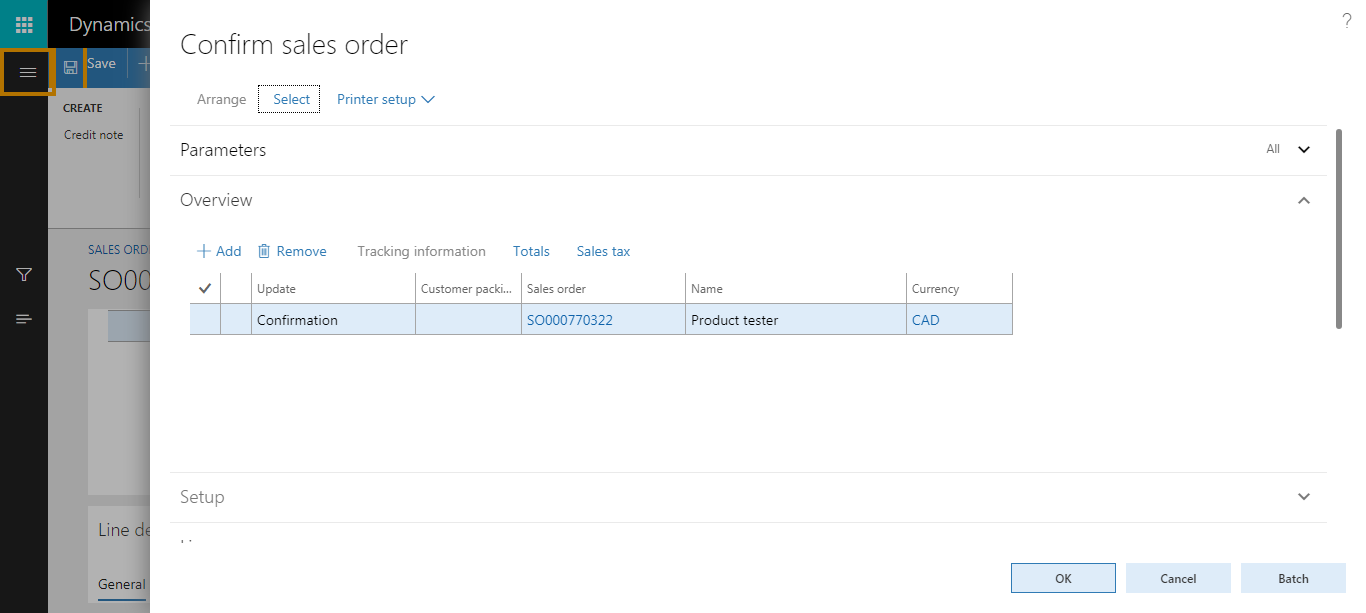 Dynamics
?
Confirm sales order
Save
CREATE
Credit note
Arrange Select Printer setup
Parameters All
Overview
SALES ORD
SO00
Add Remove Tracking information Totals Sales tax
Update Customer packi... Sales order Name Currency
Confirmation SO000770322 Product tester CAD
Setup
Line de
General
OK Cancel Batch